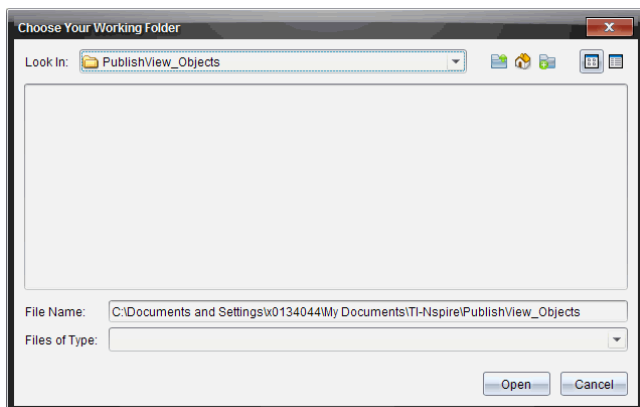 Choose Your Working Folder
Look In: PublishView_Objects
File Name: C:\Documents and Settings\x0134044\My Documents\TI-Nspire\PublishView_Objects
Files of Type:
Open Cancel